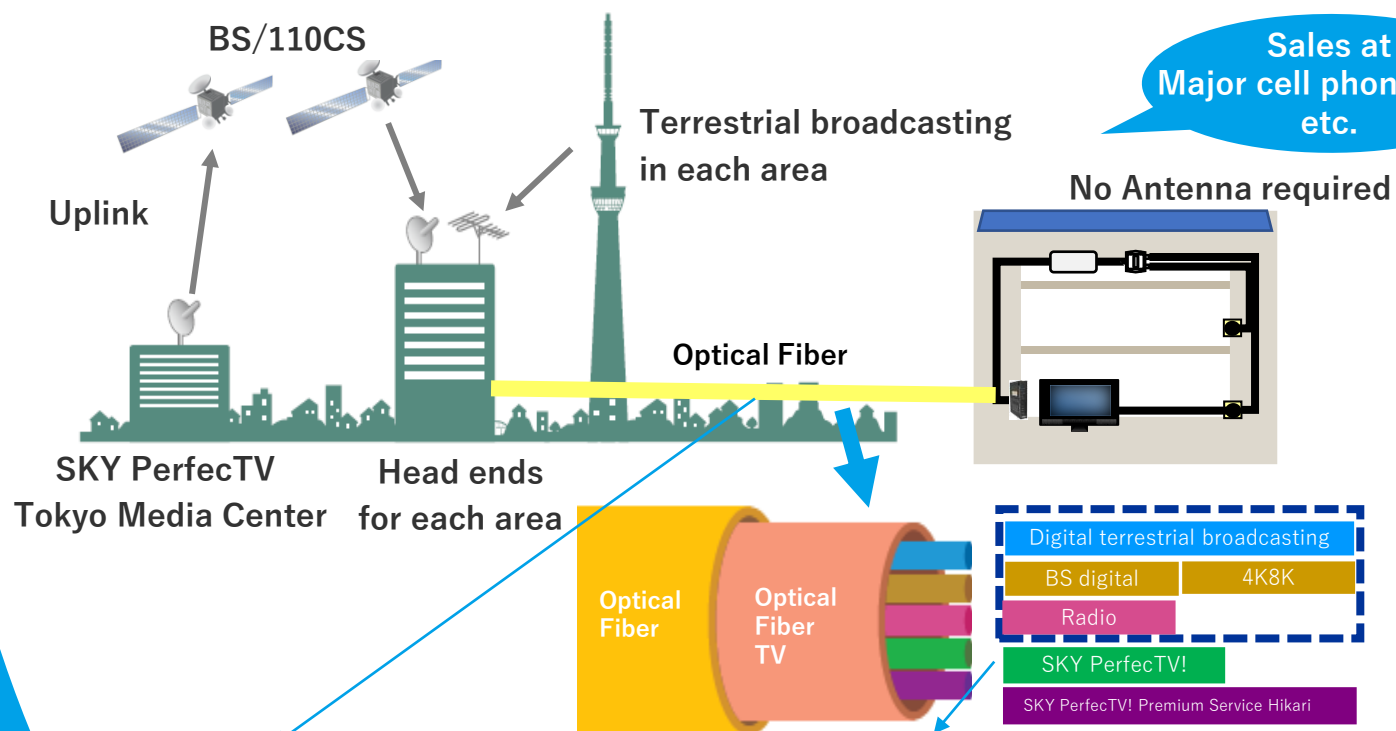 BS/110CS
Sales at
Major cell phon
etc.
Terrestrial broadcasting
in each area
No Antenna required
Uplink
Optical Fiber
SKY PerfecTV
Tokyo Media Center
Head ends
for each area
Optical
Fiber
Optical
Fiber
TV
Digital terrestrial broadcasting
BS digital
4K8K
Radio
SKY PerfecTV!
SKY PerfecTV! Premium Service Hikari